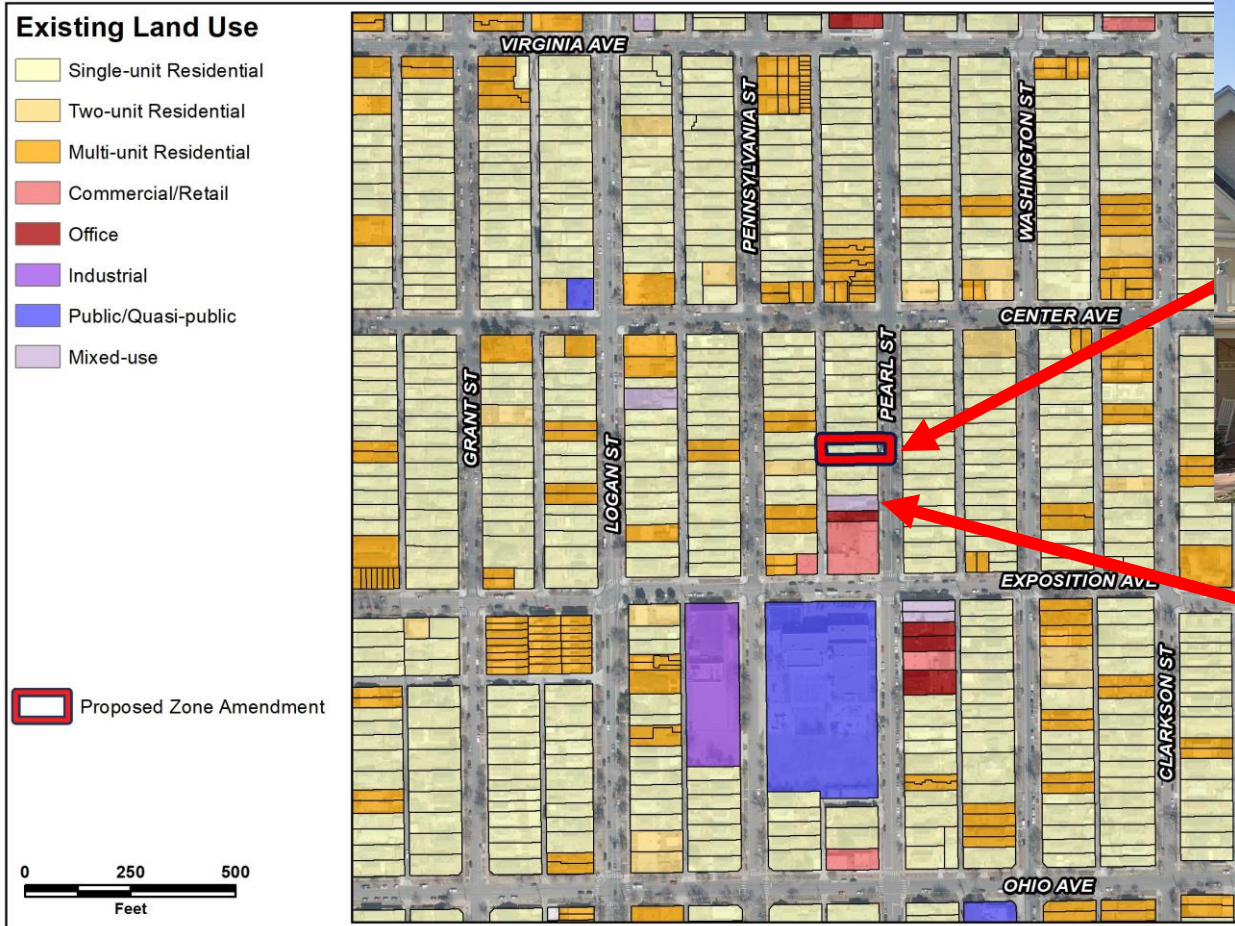 Existing Land Use
Single-unit Residential
Two-unit Residential
Multi-unit Residential
Commercial/Retail
Office
Industrial
Public/Quasi-public
Mixed-use
Proposed Zone Amendment
0 250 500
Feet
VIRGINIA AVE
PENNSYLVANIA ST
WASHINGTON ST
CENTER AVE
PEARL ST
GRANT ST
LOGAN ST
EXPOSITION AVE
CLARKSON ST
OHIO AVE